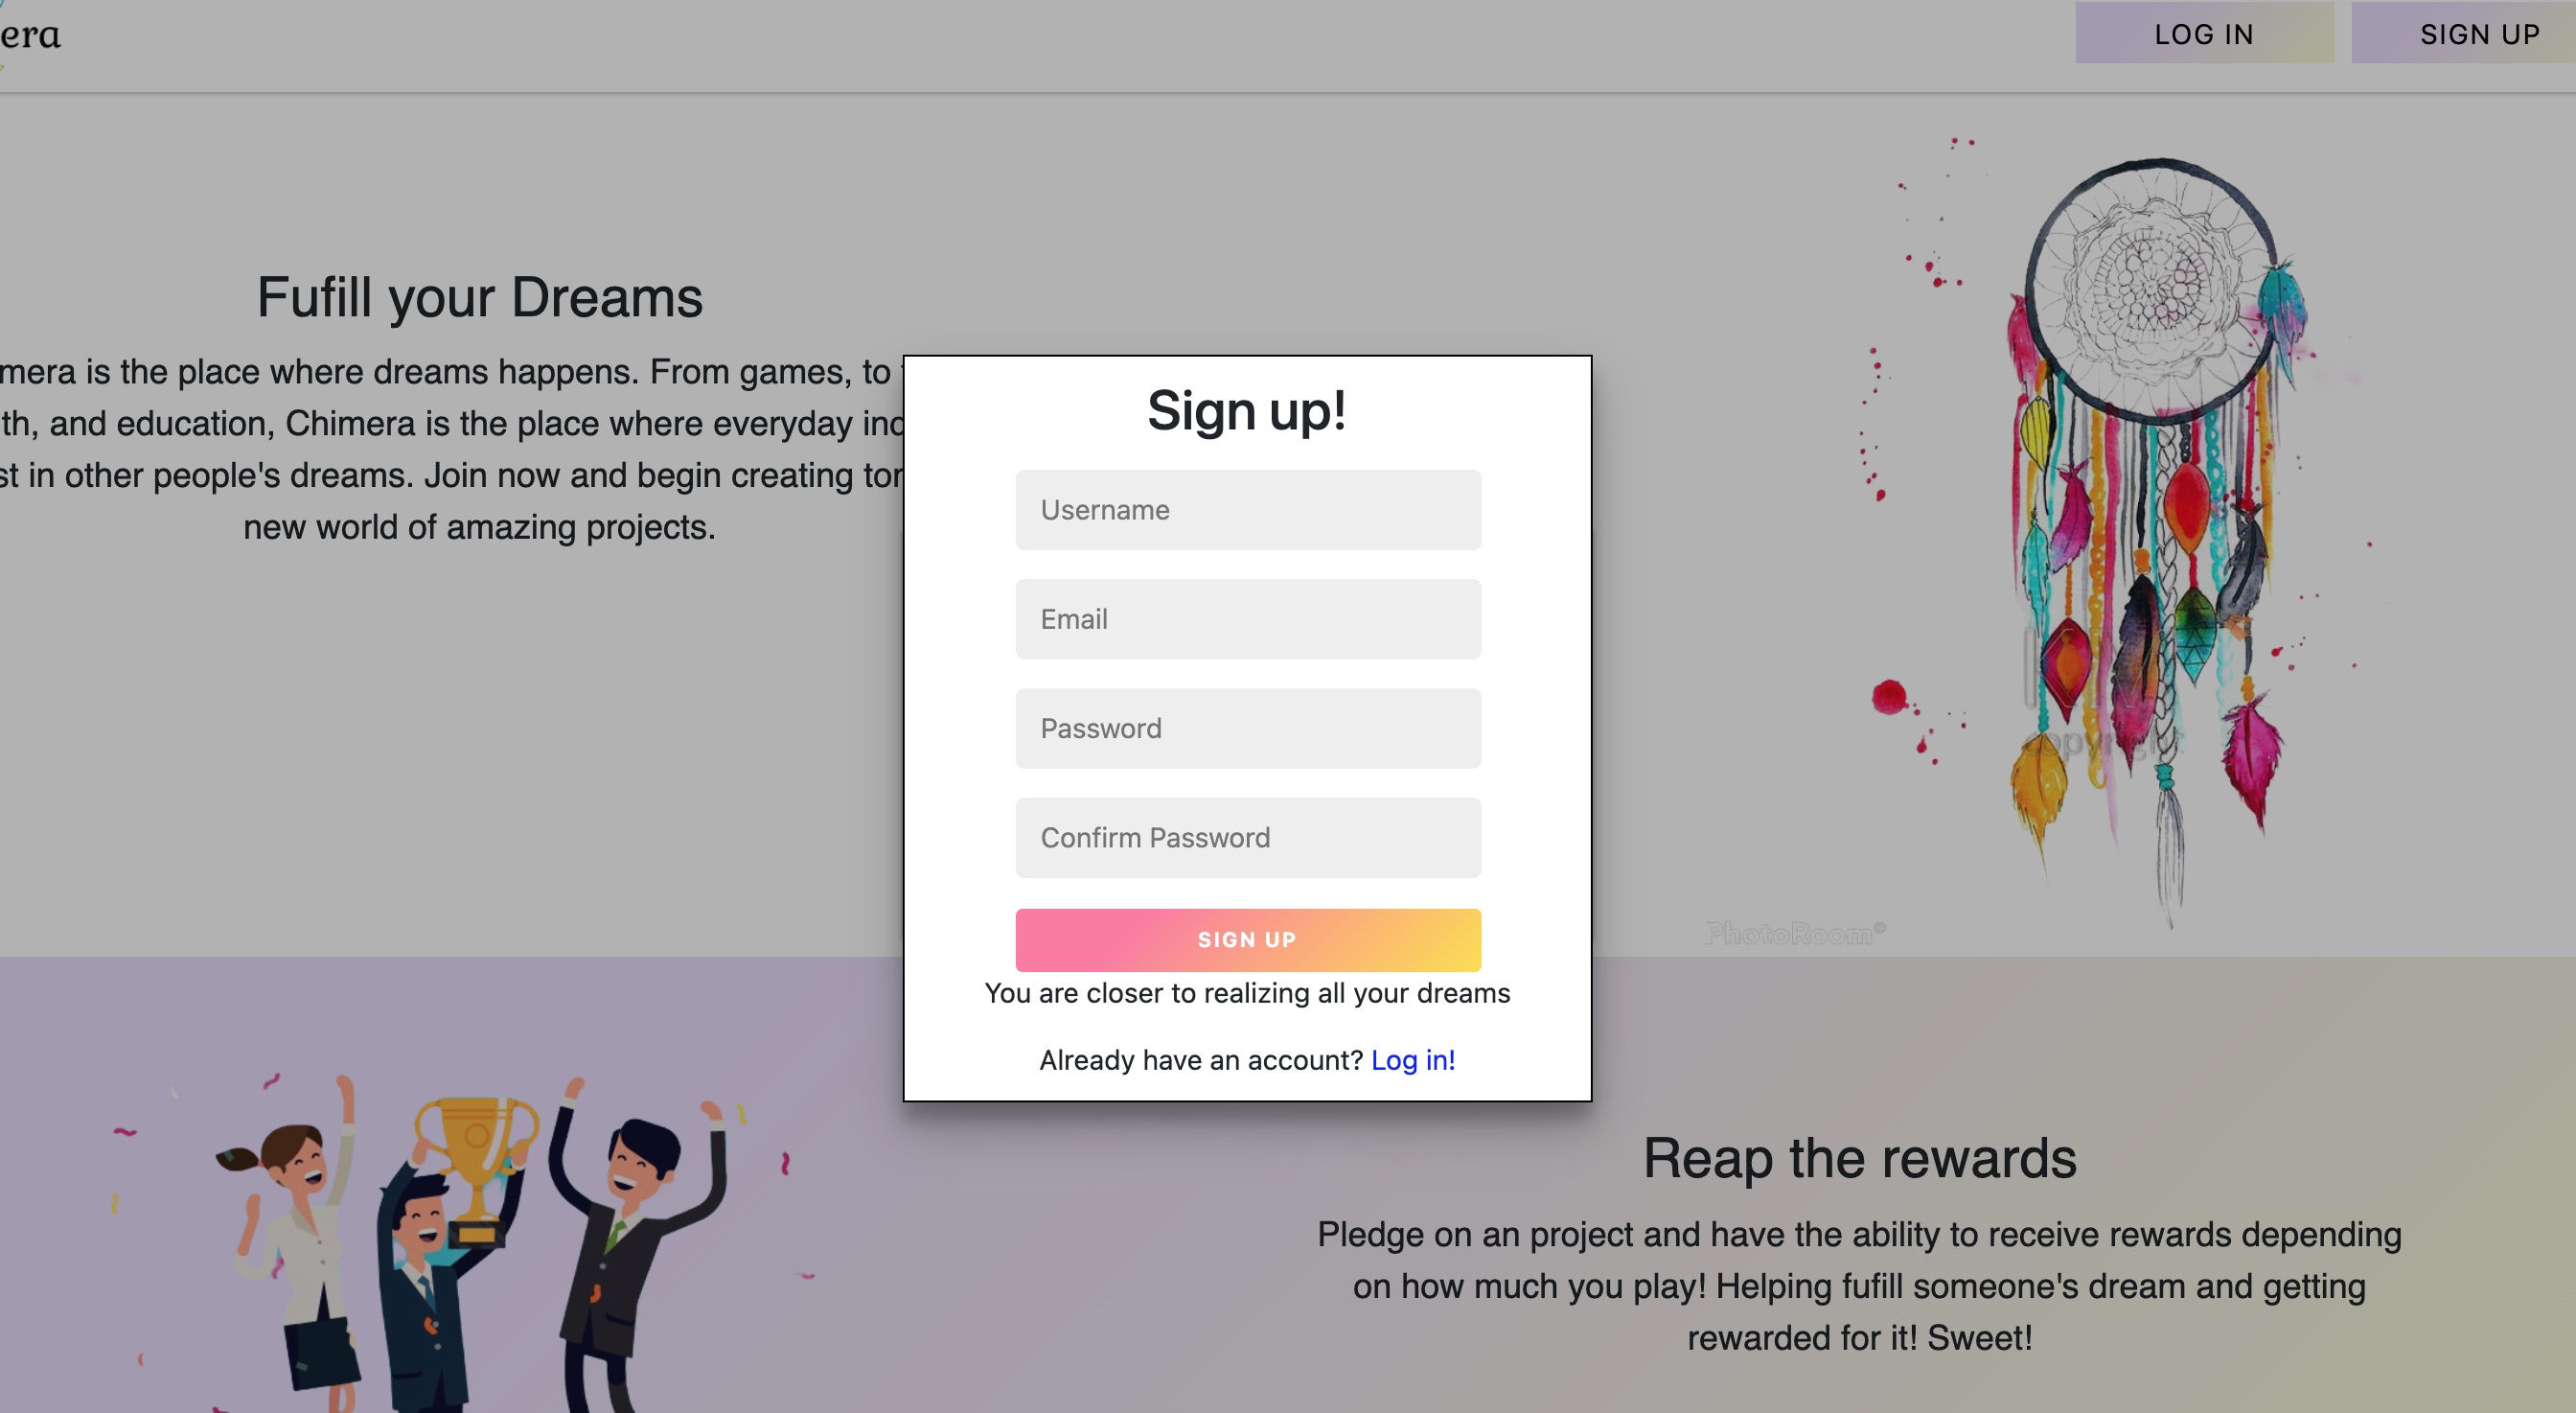 era
LOG IN
SIGN UP
Fufill your Dreams
mera is the place where dreams happens. From games, to
th, and education, Chimera is the place where everyday
st in other people's dreams. Join now and begin creating
new world of amazing projects.
Sign up!
Username
Email
Password
Confirm Password
SIGN UP
You are closer to realizing all your dreams
Already have an account? Log in!
copyright
PhotoRoom
Reap the rewards
Pledge on an project and have the ability to receive rewards depending
on how much you play! Helping fufill someone's dream and getting
rewarded for it! Sweet!